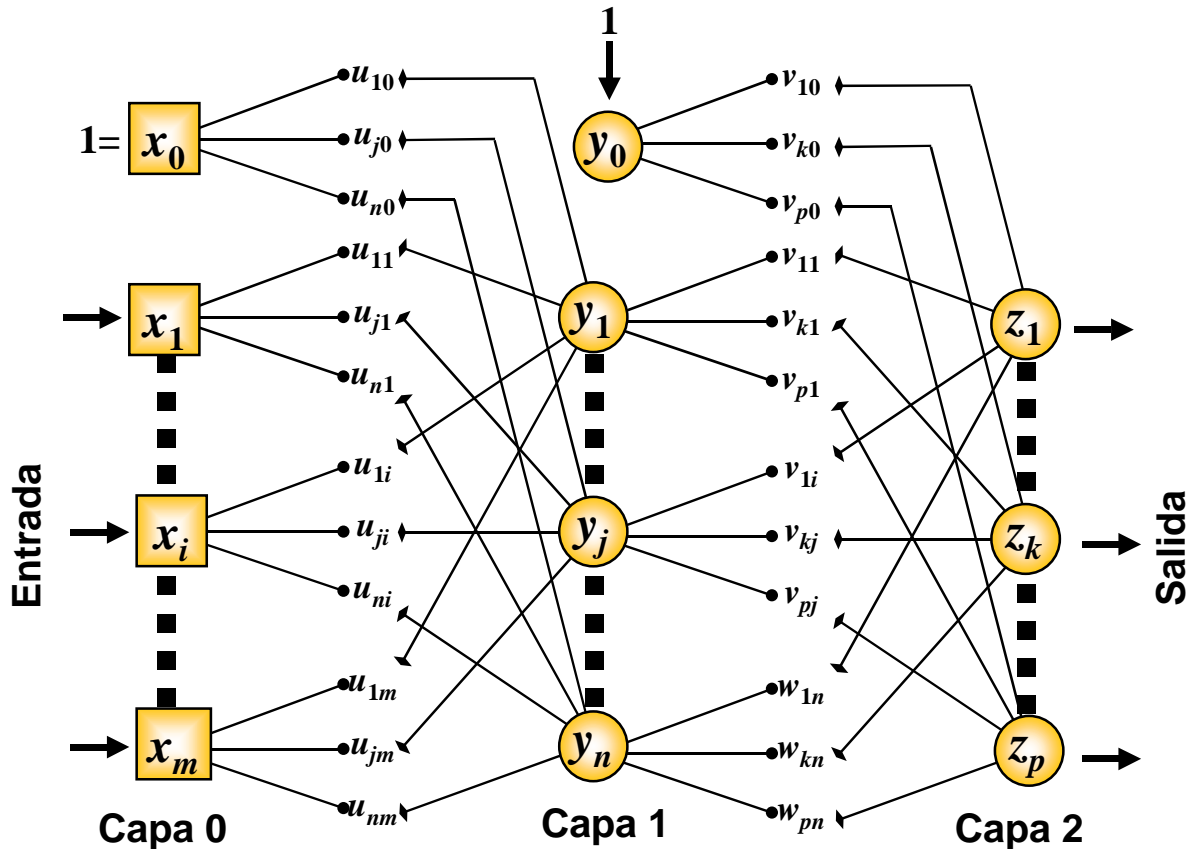 1
1=
x0
u10
uj0
un0
y0
v10
vk0
vp0
x1
u11
uj1
un1
y1
v11
vk1
vp1
z1
xi
u1i
uji
uni
yj
v1i
vkj
vpj
zk
xm
u1m
ujm
unm
yn
w1n
wkn
wpn
zp
Entrada
Salida
Capa 0
Capa 1
Capa 2